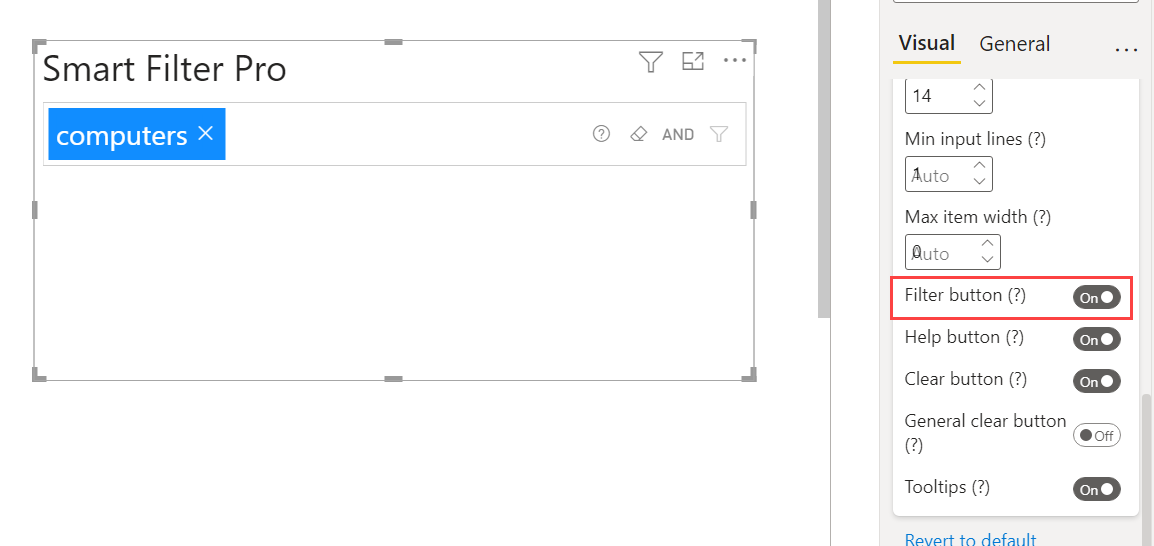 Smart Filter Pro
computers
AND
Visual
General
14
Min input lines (?)
1
Auto
Max item width (?)
0
Auto
Filter button (?)
On
Help button (?)
On
Clear button (?)
On
General clear button
(?)
Off
Tooltips (?)
On
Revert to default